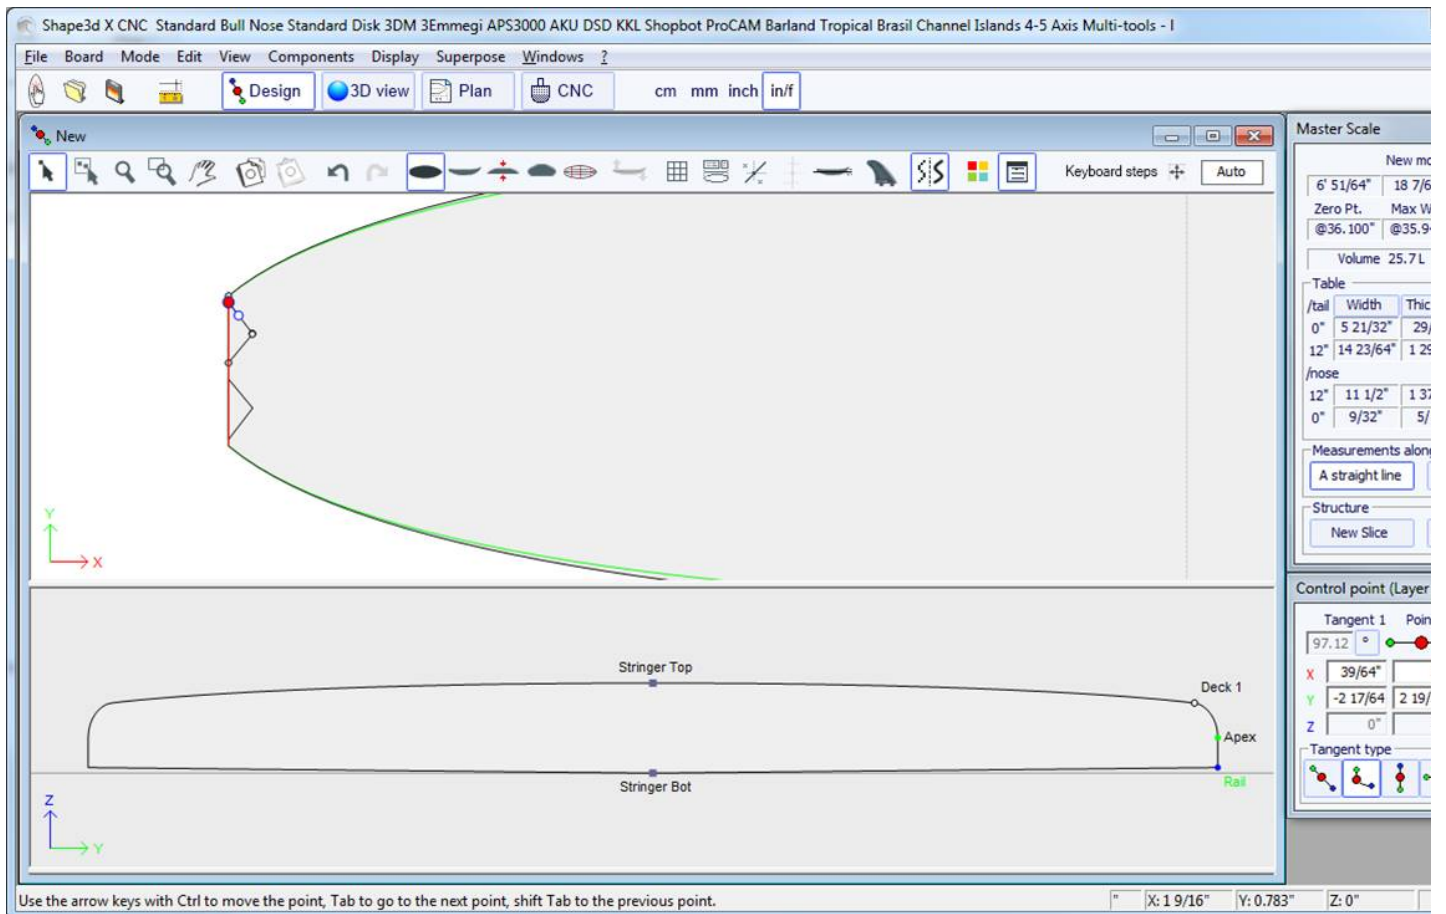 Shape3d X CNC Standard Bull Nose Standard Disk 3DM 3Emmegi APS3000 AKU DSD KKL Shopbot ProCAM Barland Tropical Brasil Channel Islands 4-5 Axis Multi-tools - I
File Board Mode Edit View Components Display Superpose Windows ?
Design 3D view Plan CNC cm mm inch in/f
New
Keyboard steps Auto
Y
X
Stringer Top
Deck 1
Apex
Stringer Bot
Rail
Z
Y
Master Scale
New mo
6' 51/64" 18 7/6
Zero Pt. Max W
@36.100" @35.9
Volume 25.7 L
Table
/tail Width Thic
0" 5 21/32" 29/
12" 14 23/64" 1 29
/nose
12" 11 1/2" 1 37
0" 9/32" 5/
Measurements along
A straight line
Structure
New Slice
Control point (Layer
Tangent 1 Poin
97.12 °
X 39/64"
Y -2 17/64 2 19/
Z 0"
Tangent type
Use the arrow keys with Ctrl to move the point, Tab to go to the next point, shift Tab to the previous point.
" X: 1 9/16" Y: 0.783" Z: 0"